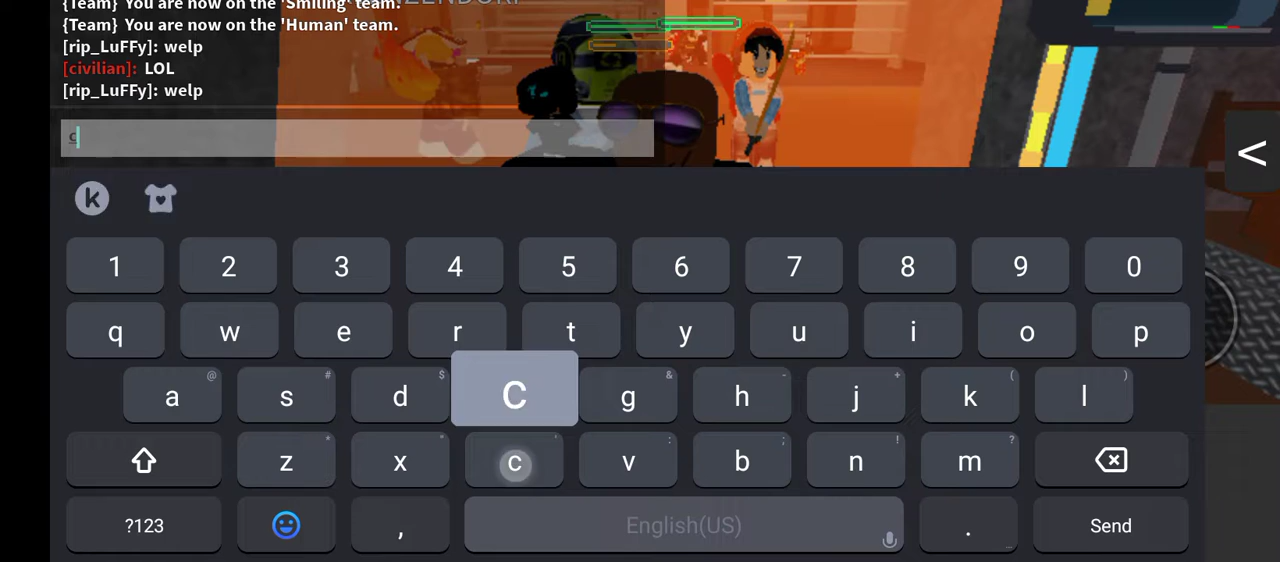 {Team} You are now on the 'Smiling' team.
{Team} You are now on the 'Human' team.
[rip_LuFFy]: welp
[civilian]: LOL
[rip_LuFFy]: welp
c
k
1 2 3 4 5 6 7 8 9 0
q w e r t y u i o p
@ # $ & - + ( )
a s d c g h j k l
* " ' : ; ! ?
z x c v b n m
?123 , English(US) . Send
<